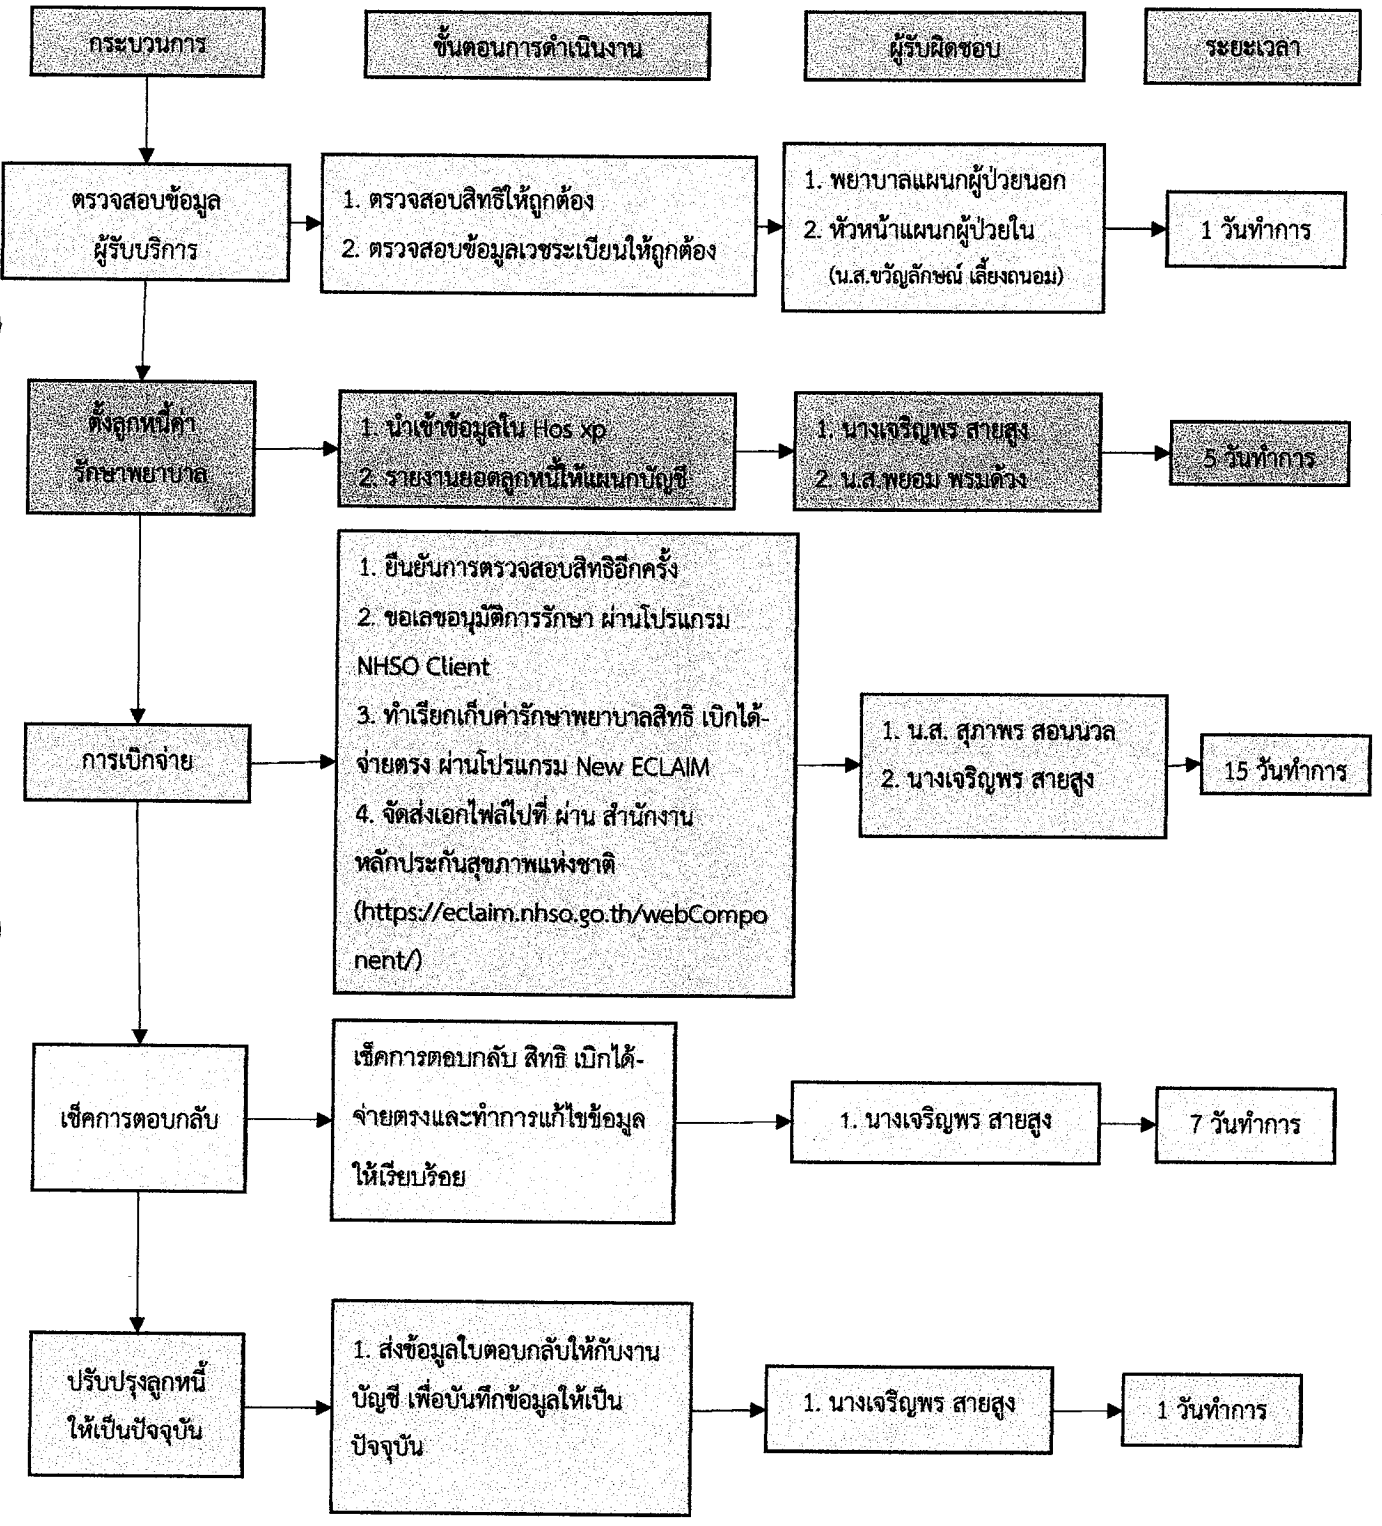 กระบวนการ
ขั้นตอนการดำเนินงาน
ผู้รับผิดชอบ
ระยะเวลา
ตรวจสอบข้อมูล
ผู้รับบริการ
1. ตรวจสอบสิทธิให้ถูกต้อง
2. ตรวจสอบข้อมูลเวชระเบียนให้ถูกต้อง
1. พยาบาลแผนกผู้ป่วยนอก
2. หัวหน้าแผนกผู้ป่วยใน
(น.ส.ขวัญลักษณ์ เลี้ยงถนอม)
1 วันทำการ
ตั้งลูกหนี้ค่า
รักษาพยาบาล
1. นำเข้าข้อมูลใน Hos xp
2. รายงานยอดลูกหนี้ให้แผนกบัญชี
1. นางเจริญพร สายสูง
2. น.ส.พยอม พรมด้วง
5 วันทำการ
การเบิกจ่าย
1. ยืนยันการตรวจสอบสิทธิอีกครั้ง
2. ขอเลขอนุมัติการรักษา ผ่านโปรแกรม
NHSO Client
3. ทำเรียกเก็บค่ารักษาพยาบาลสิทธิ เบิกได้-
จ่ายตรง ผ่านโปรแกรม New ECLAIM
4. จัดส่งเอกไฟล์ไปที่ ผ่าน สำนักงาน
หลักประกันสุขภาพแห่งชาติ
(https://eclaim.nhso.go.th/webCompo
nent/)
1. น.ส. สุภาพร สอนนวล
2. นางเจริญพร สายสูง
15 วันทำการ
เช็คการตอบกลับ
เช็คการตอบกลับ สิทธิ เบิกได้-
จ่ายตรงและทำการแก้ไขข้อมูล
ให้เรียบร้อย
1. นางเจริญพร สายสูง
7 วันทำการ
ปรับปรุงลูกหนี้
ให้เป็นปัจจุบัน
1. ส่งข้อมูลใบตอบกลับให้กับงาน
บัญชี เพื่อบันทึกข้อมูลให้เป็น
ปัจจุบัน
1. นางเจริญพร สายสูง
1 วันทำการ